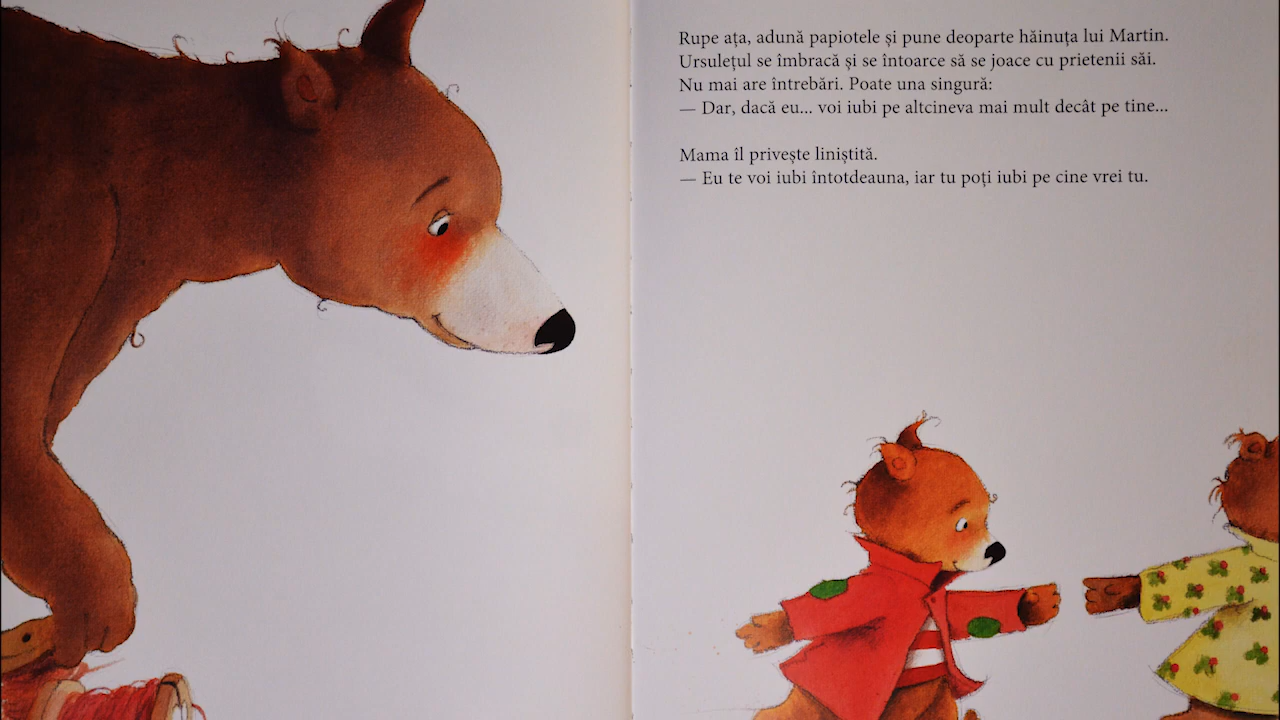 Rupe ața, adună papiotele și pune deoparte hăinuța lui Martin.
Ursulețul se îmbracă și se întoarce să se joace cu prietenii săi.
Nu mai are întrebări. Poate una singură:
— Dar, dacă eu... voi iubi pe altcineva mai mult decât pe tine...
Mama îl privește liniștită.
— Eu te voi iubi întotdeauna, iar tu poți iubi pe cine vrei tu.